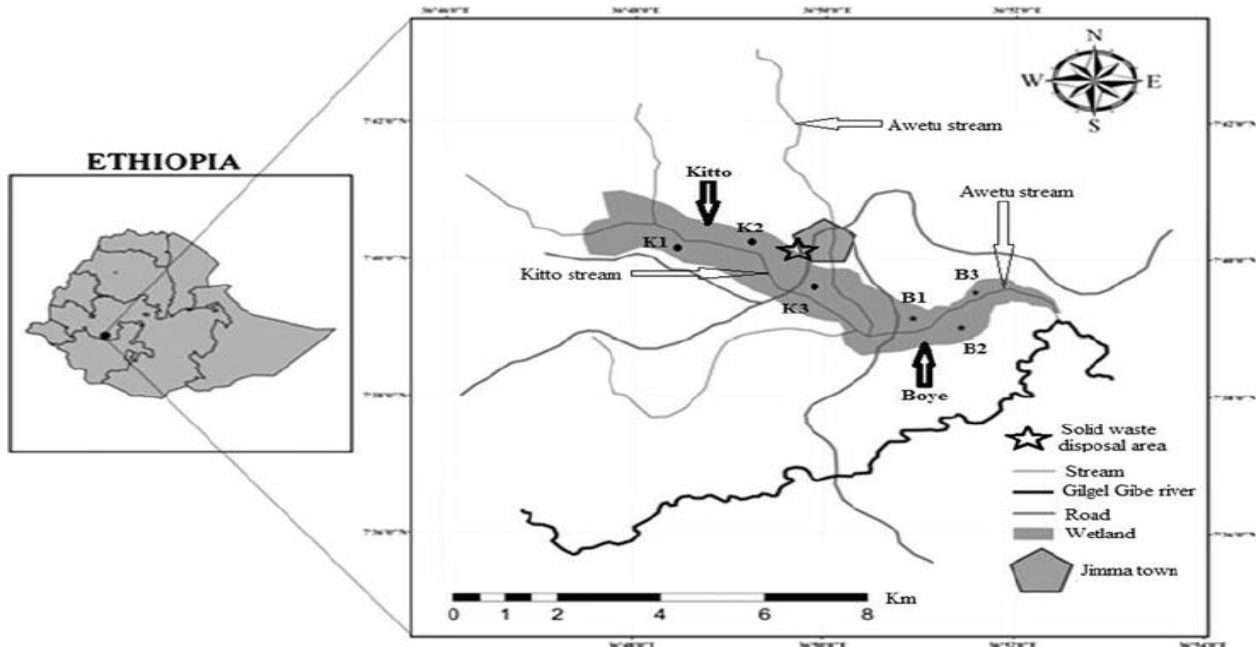 ETHIOPIA
N
W
E
S
Awetu stream
Kitto
Awetu stream
K1
K2
Kitto stream
K3
B1
B3
B2
Boye
Solid waste
disposal area
Stream
Gilgel Gibe river
Road
Wetland
Jimma town
0 1 2 4 6 8
Km